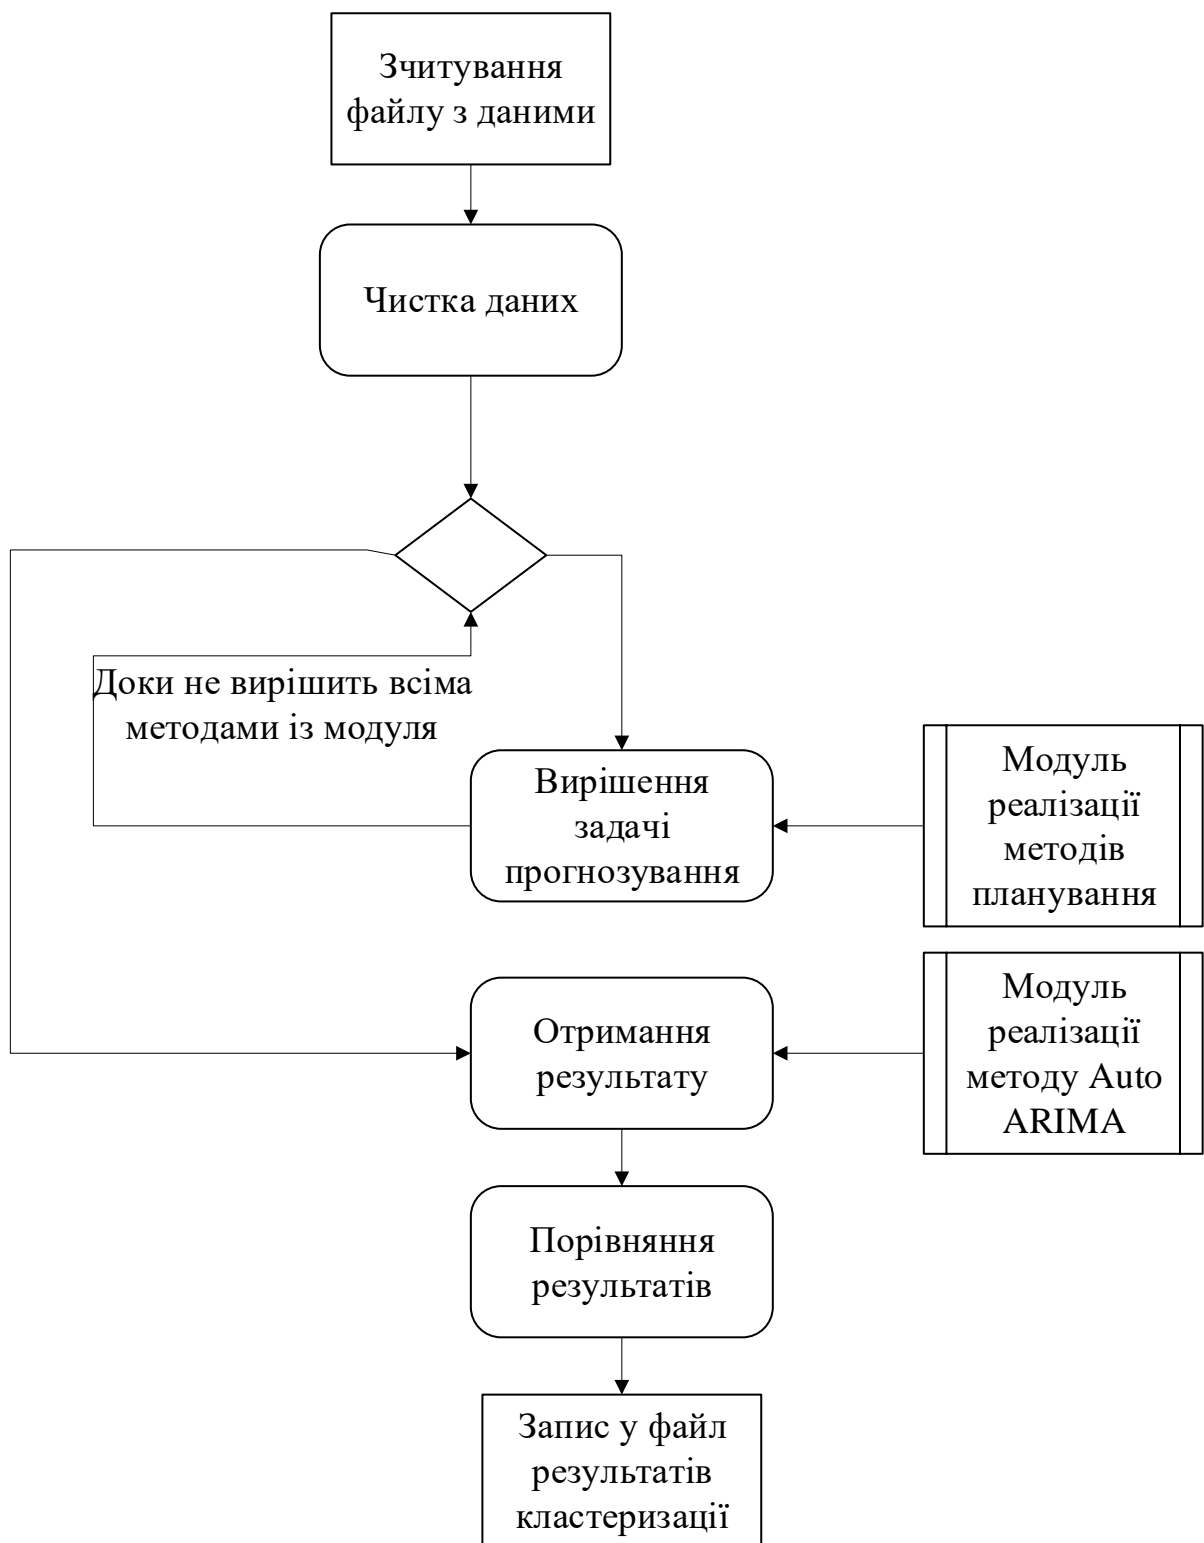 Зчитування
файлу з даними
Чистка даних
Доки не вирішить всіма
методами із модуля
Вирішення
задачі
прогнозування
Модуль
реалізації
методів
планування
Отримання
результату
Модуль
реалізації
методу Auto
ARIMA
Порівняння
результатів
Запис у файл
результатів
кластеризації